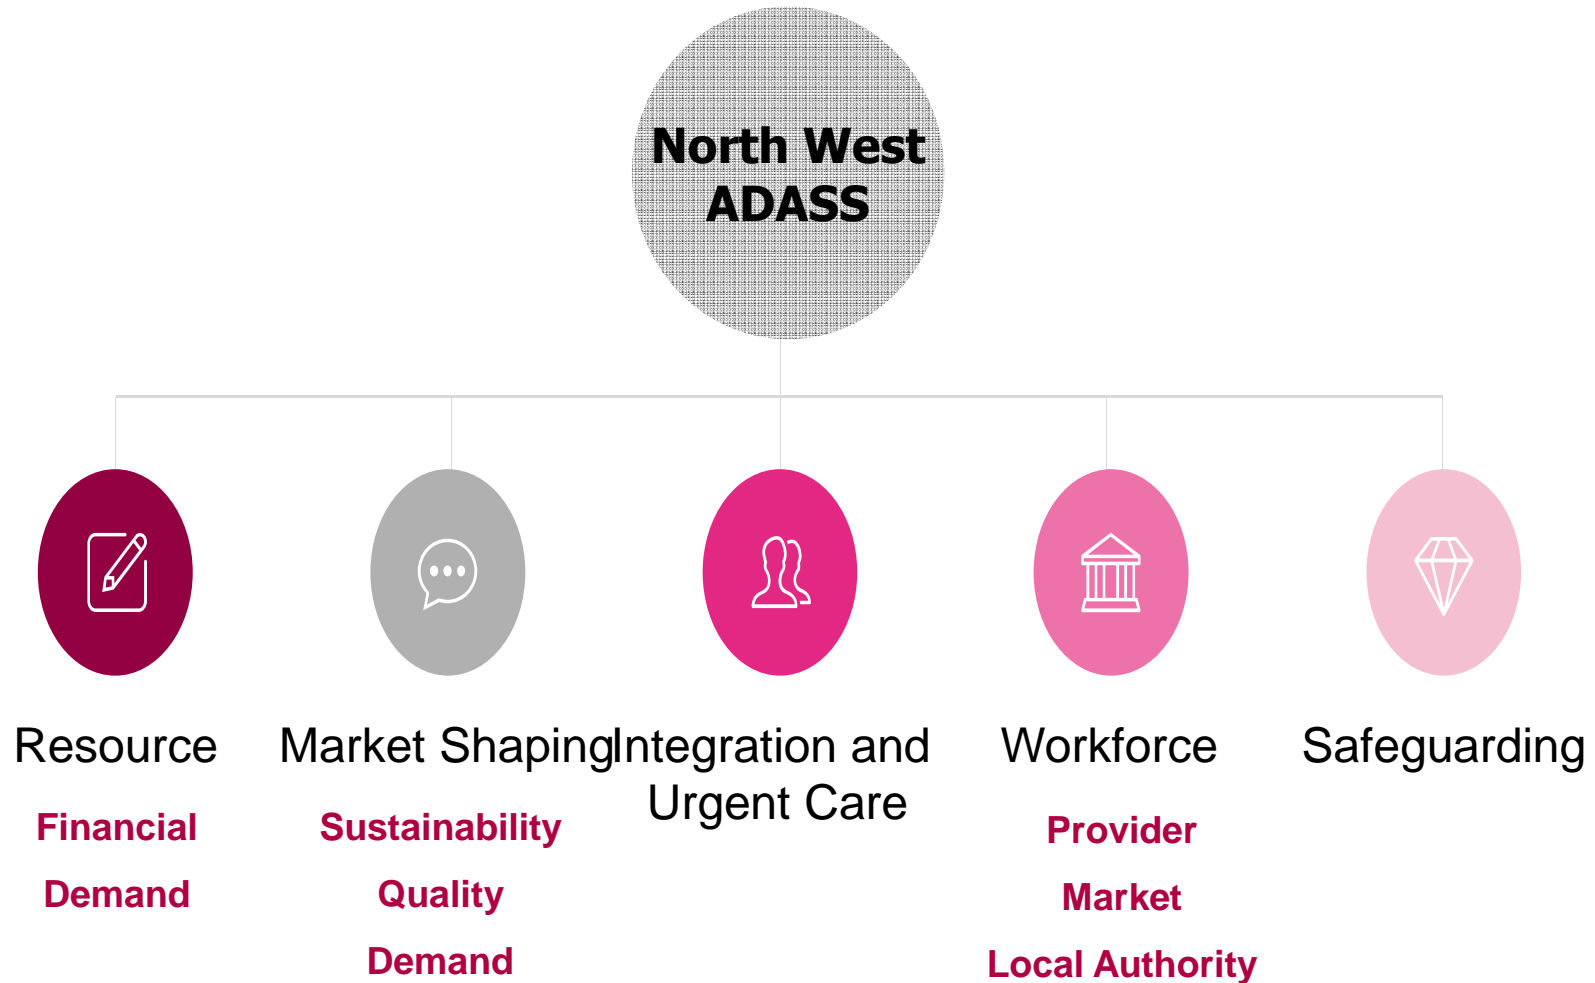 North West
ADASS
Resource
Financial
Demand
Market Shaping
Sustainability
Quality
Demand
Integration and
Urgent Care
Workforce
Provider
Market
Local Authority
Safeguarding